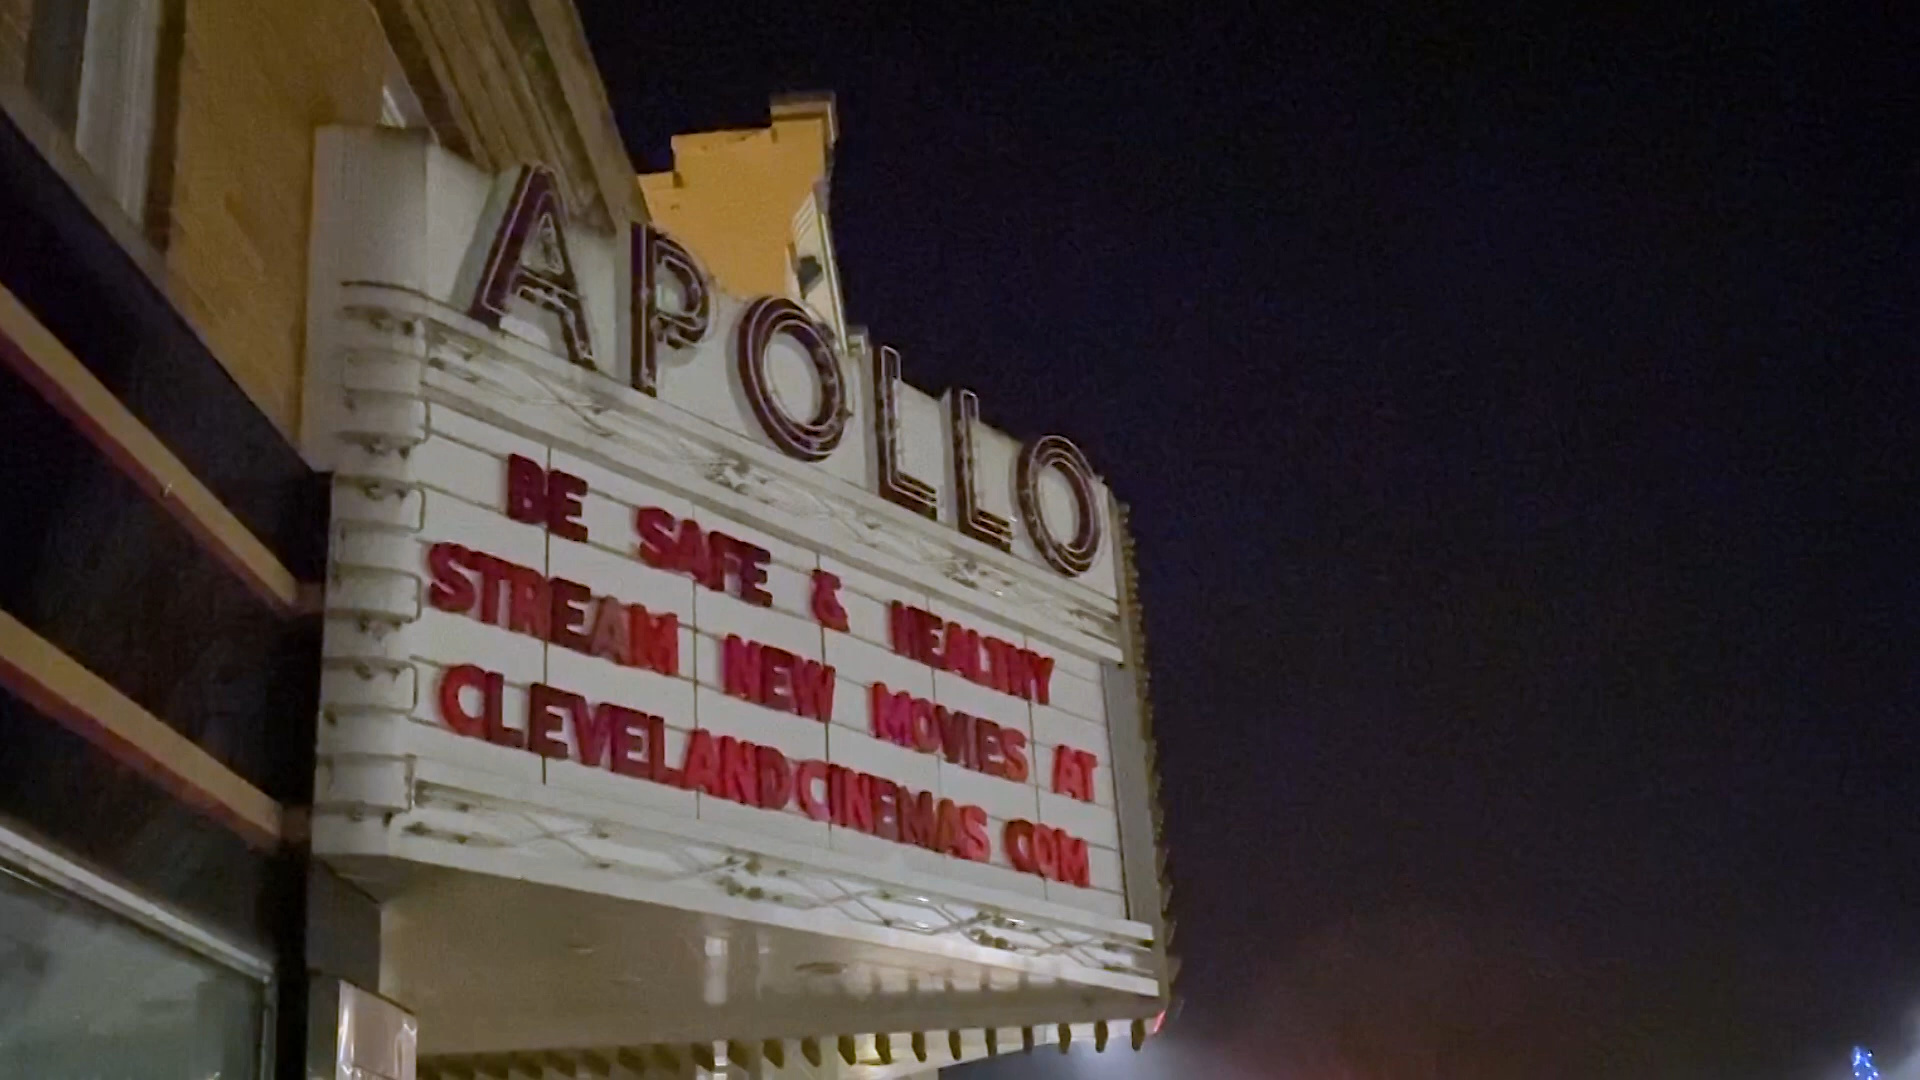 APOLLO
BE SAFE & HEALTHY
STREAM NEW MOVIES AT
CLEVELANDCINEMAS COM